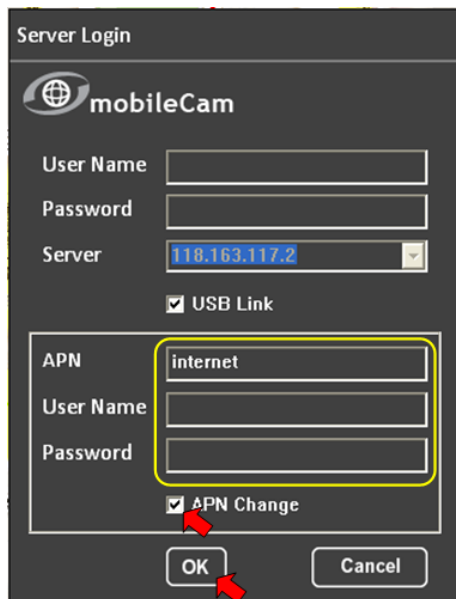 Server Login
mobileCam
User Name
Password
Server 118.163.117.2
USB Link
APN internet
User Name
Password
APN Change
OK Cancel